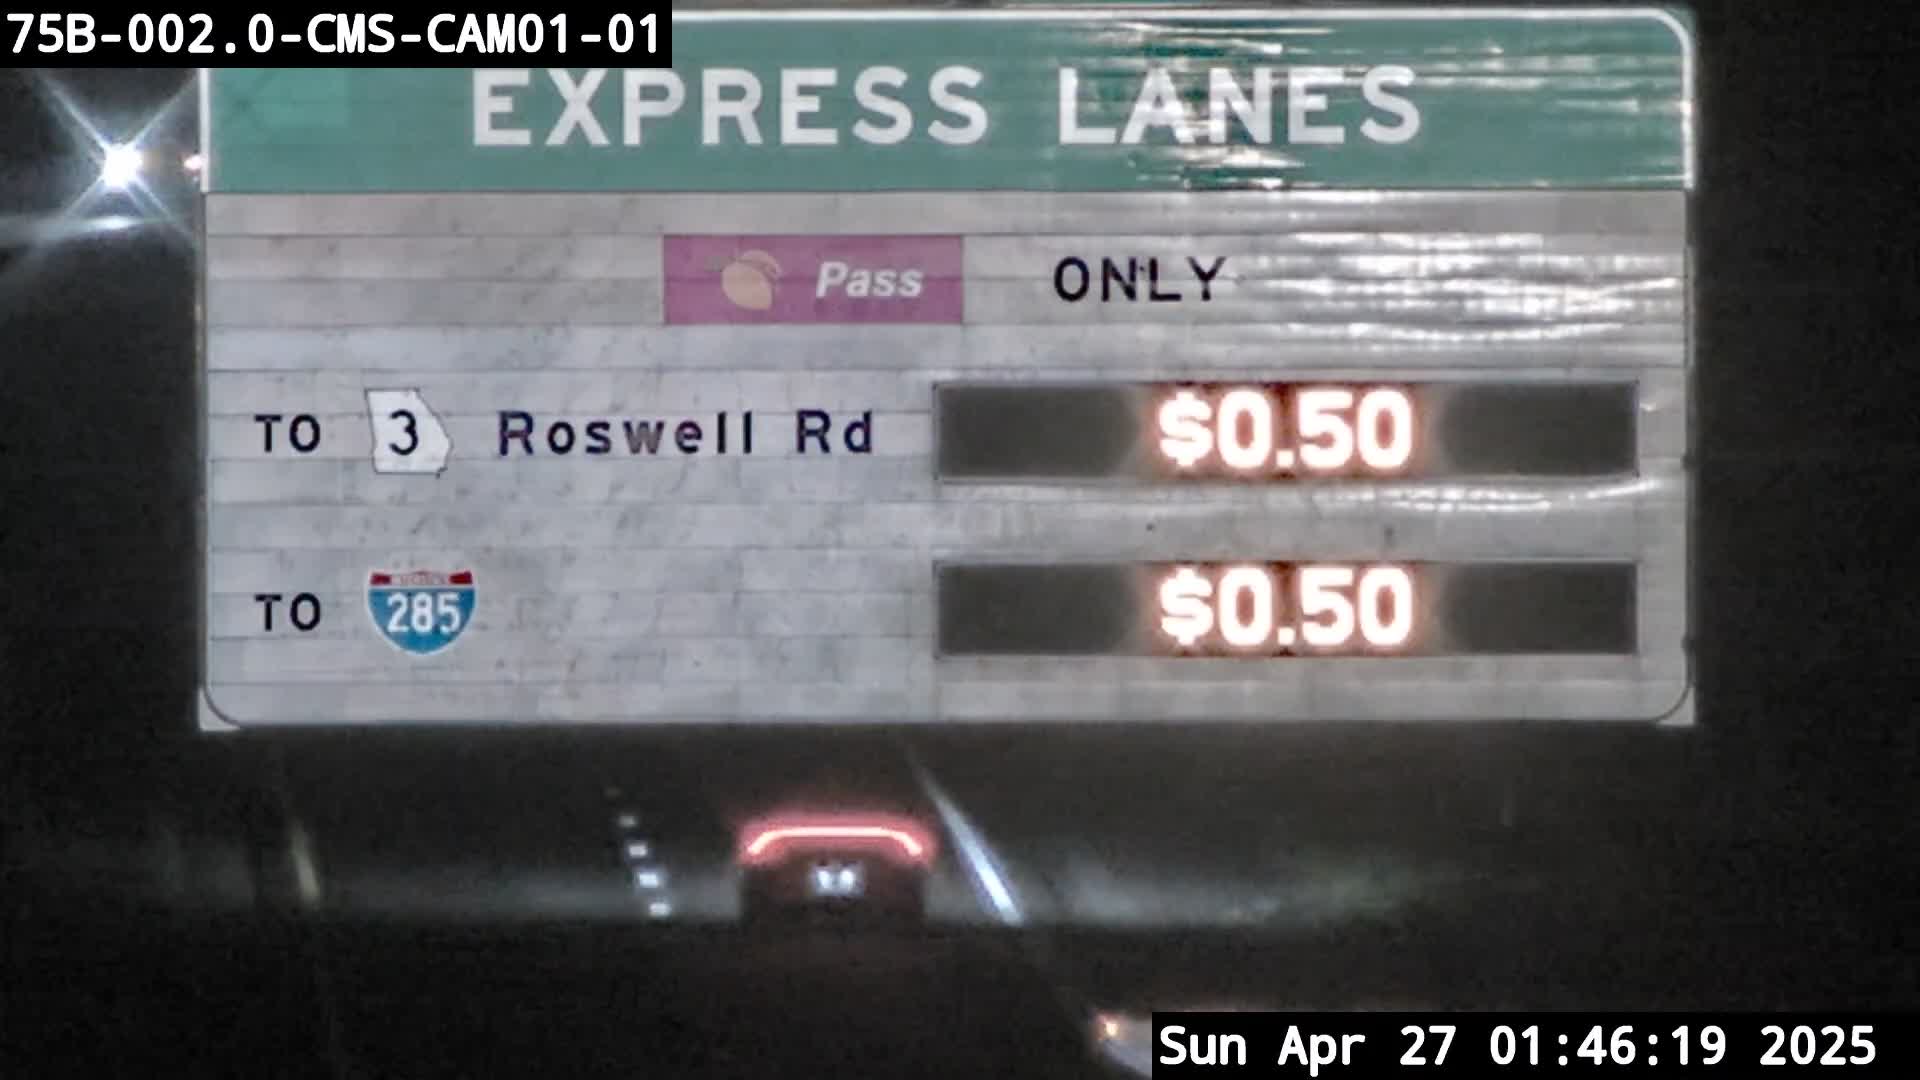 75B-002.0-CMS-CAM01-01
EXPRESS LANES
Pass ONLY
TO 3 Roswell Rd $0.50
TO 285 $0.50
Sun Apr 27 01:46:19 2025